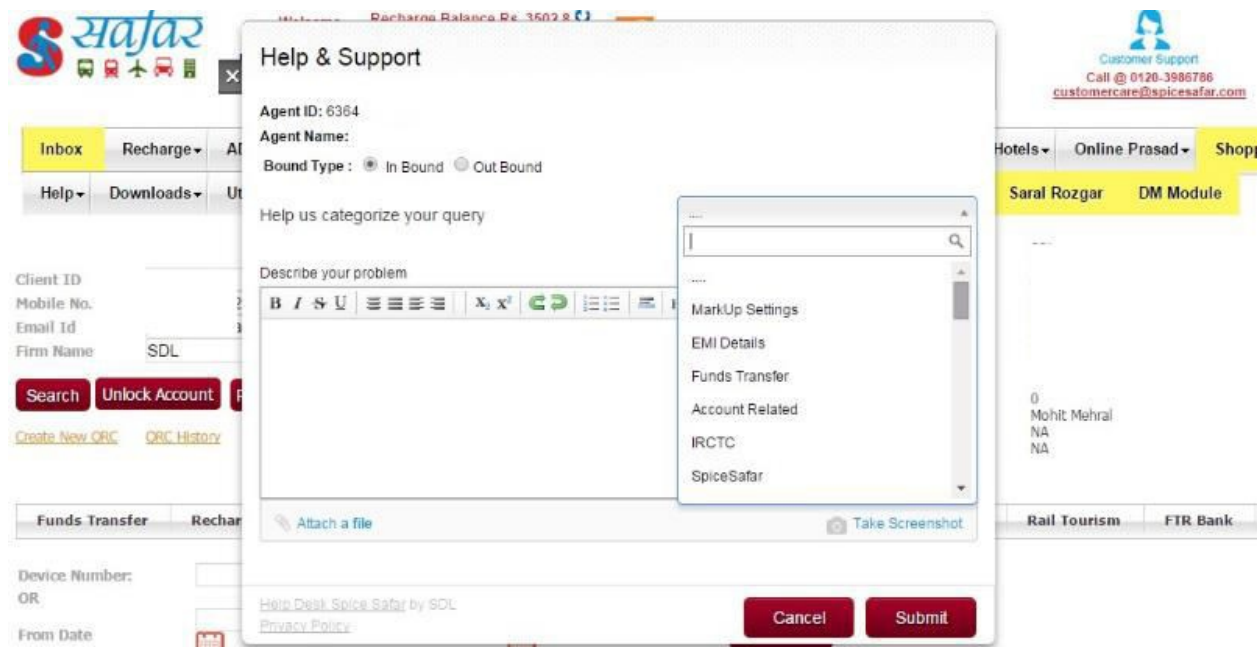 सफ़र
Recharge Balance Rs. 3503.8
Customer Support
Call @ 0120-3986786
customercare@spicesafar.com
Help & Support
Agent ID: 6364
Agent Name:
Bound Type : In Bound Out Bound
Inbox Recharge Hotels Online Prasad
Help Downloads Saral Rozgar DM Module
Help us categorize your query
....
....
MarkUp Settings
EMI Details
Funds Transfer
Account Related
IRCTC
SpiceSafar
Describe your problem
B I S U X₂ X²
Client ID
Mobile No.
Email Id
Firm Name SDL
Search Unlock Account
Create New ORC ORC History
0
Mohit Mehral
NA
NA
Attach a file Take Screenshot
Funds Transfer Rechar Rail Tourism FTR Bank
Device Number:
OR
From Date
Help Desk Spice Safar by SDL
Privacy Policy
Cancel Submit